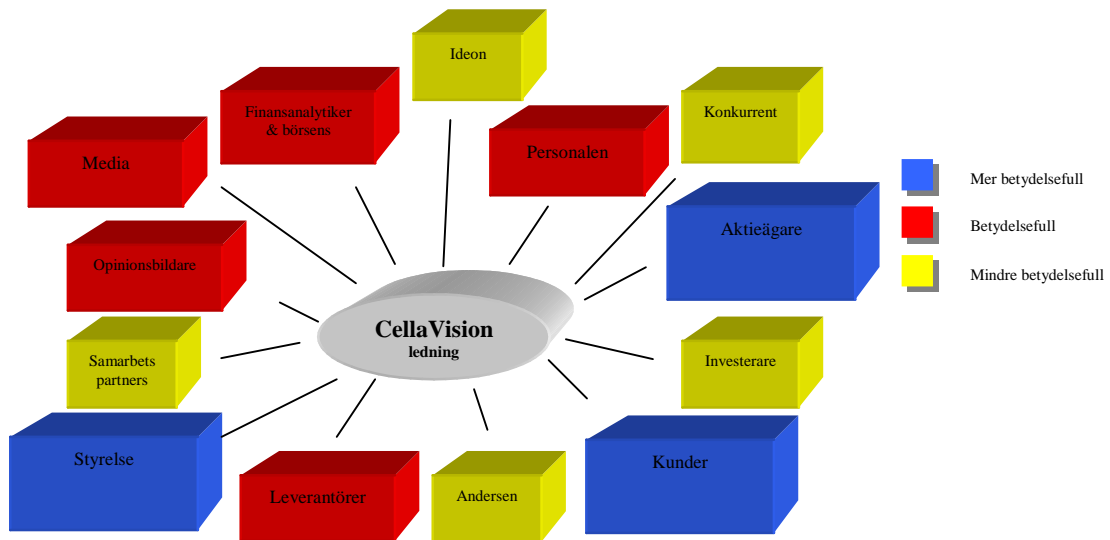 Ideon
Finansanalytiker
& börsens
Konkurrent
Media
Personalen
Mer betydelsefull
Aktieägare
Betydelsefull
Opinionsbildare
Mindre betydelsefull
CellaVision
ledning
Samarbets
partners
Investerare
Styrelse
Kunder
Leverantörer
Andersen